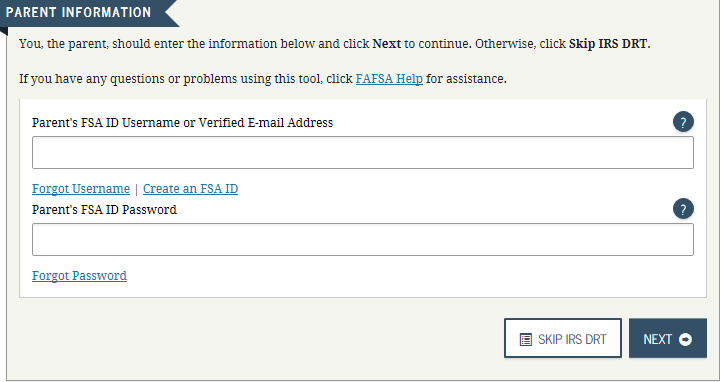 PARENT INFORMATION
You, the parent, should enter the information below and click Next to continue. Otherwise, click Skip IRS DRT.
If you have any questions or problems using this tool, click FAFSA Help for assistance.
Parent's FSA ID Username or Verified E-mail Address ?
Forgot Username | Create an FSA ID
Parent's FSA ID Password ?
Forgot Password
SKIP IRS DRT NEXT